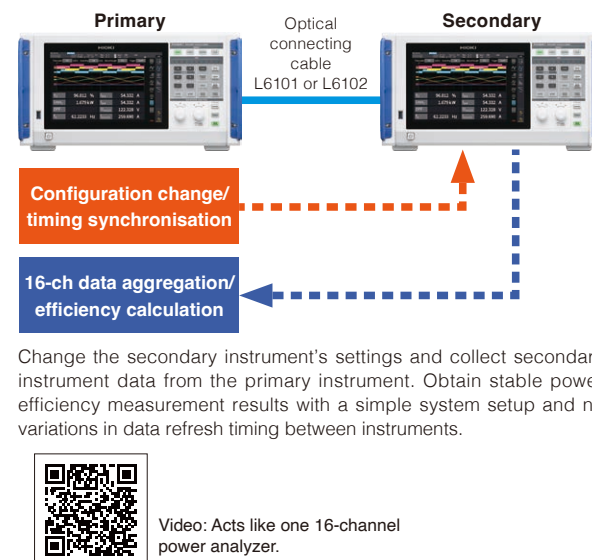 Primary
Optical
connecting
cable
L6101 or L6102
Secondary
Configuration change/
timing synchronisation
16-ch data aggregation/
efficiency calculation
Change the secondary instrument's settings and collect secondar
instrument data from the primary instrument. Obtain stable powe
efficiency measurement results with a simple system setup and n
variations in data refresh timing between instruments.
Video: Acts like one 16-channel
power analyzer.